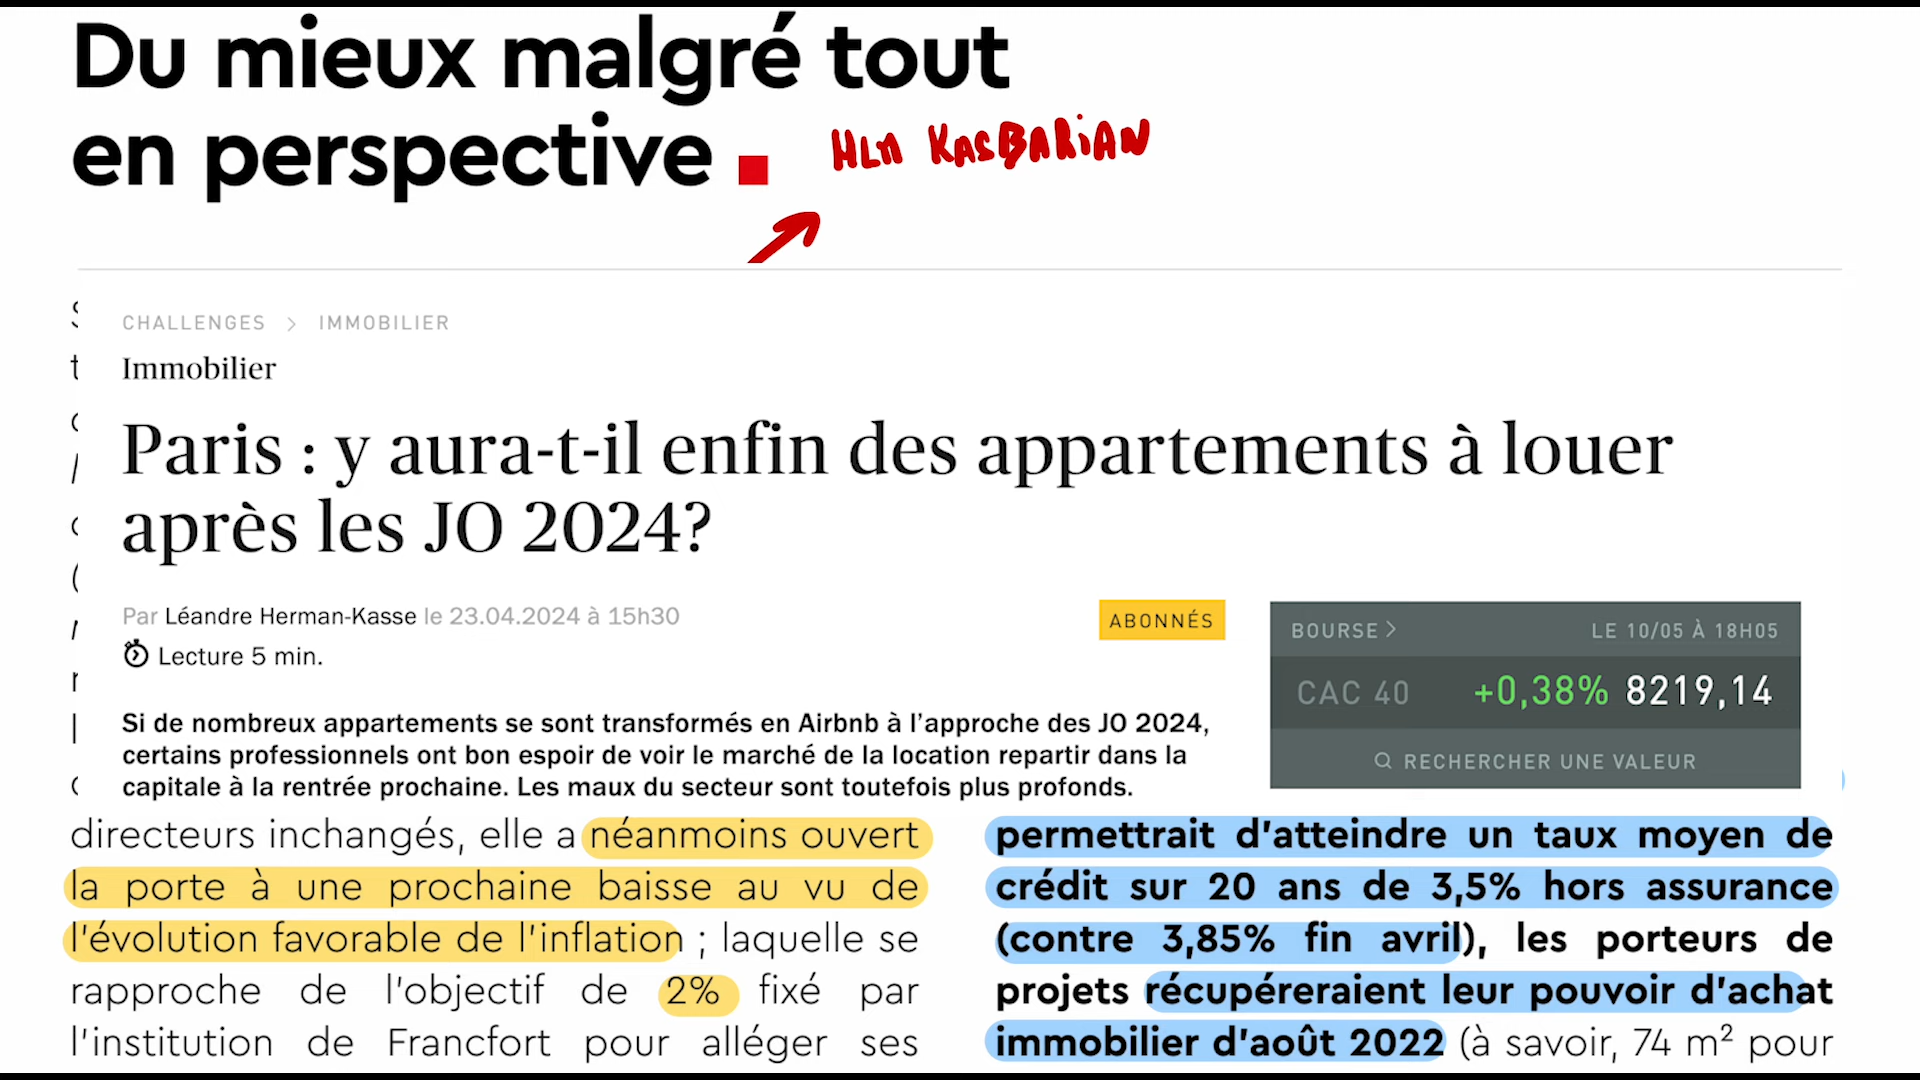 Du mieux malgré tout
en perspective
HLM KASBARIAN
CHALLENGES > IMMOBILIER
Immobilier
Paris : y aura-t-il enfin des appartements à louer
après les JO 2024?
Par Léandre Herman-Kasse le 23.04.2024 à 15h30
Lecture 5 min.
ABONNÉS
BOURSE >
LE 10/05 À 18H05
CAC 40 +0,38% 8219,14
RECHERCHER UNE VALEUR
Si de nombreux appartements se sont transformés en Airbnb à l’approche des JO 2024,
certains professionnels ont bon espoir de voir le marché de la location repartir dans la
capitale à la rentrée prochaine. Les maux du secteur sont toutefois plus profonds.
directeurs inchangés, elle a néanmoins ouvert
la porte à une prochaine baisse au vu de
l’évolution favorable de l’inflation ; laquelle se
rapproche de l’objectif de 2% fixé par
l’institution de Francfort pour alléger ses
permettrait d’atteindre un taux moyen de
crédit sur 20 ans de 3,5% hors assurance
(contre 3,85% fin avril), les porteurs de
projets récupéreraient leur pouvoir d’achat
immobilier d’août 2022 (à savoir, 74 m² pour